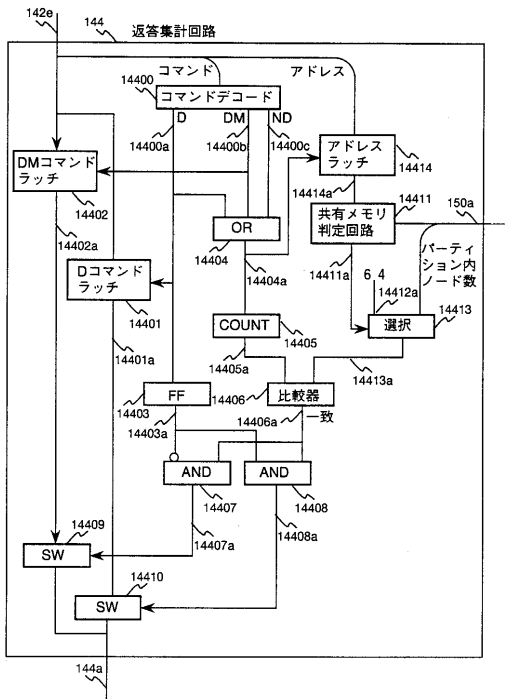 142e
144
返答集計回路
コマンド
アドレス
14400
コマンドデコード
D
DM
ND
14400a
14400b
14400c
アドレス
ラッチ
14414
DMコマンド
ラッチ
14402
14414a
14402a
共有メモリ
判定回路
14411
150a
OR
14404
14404a
14411a
パーティ
ション内
ノード数
6 4
14412a
14413
Dコマンド
ラッチ
14401
選択
COUNT
14405
14401a
14405a
14413a
FF
14403
14406
比較器
14403a
14406a
一致
AND
14407
AND
14408
14407a
14408a
14409
SW
14410
SW
144a